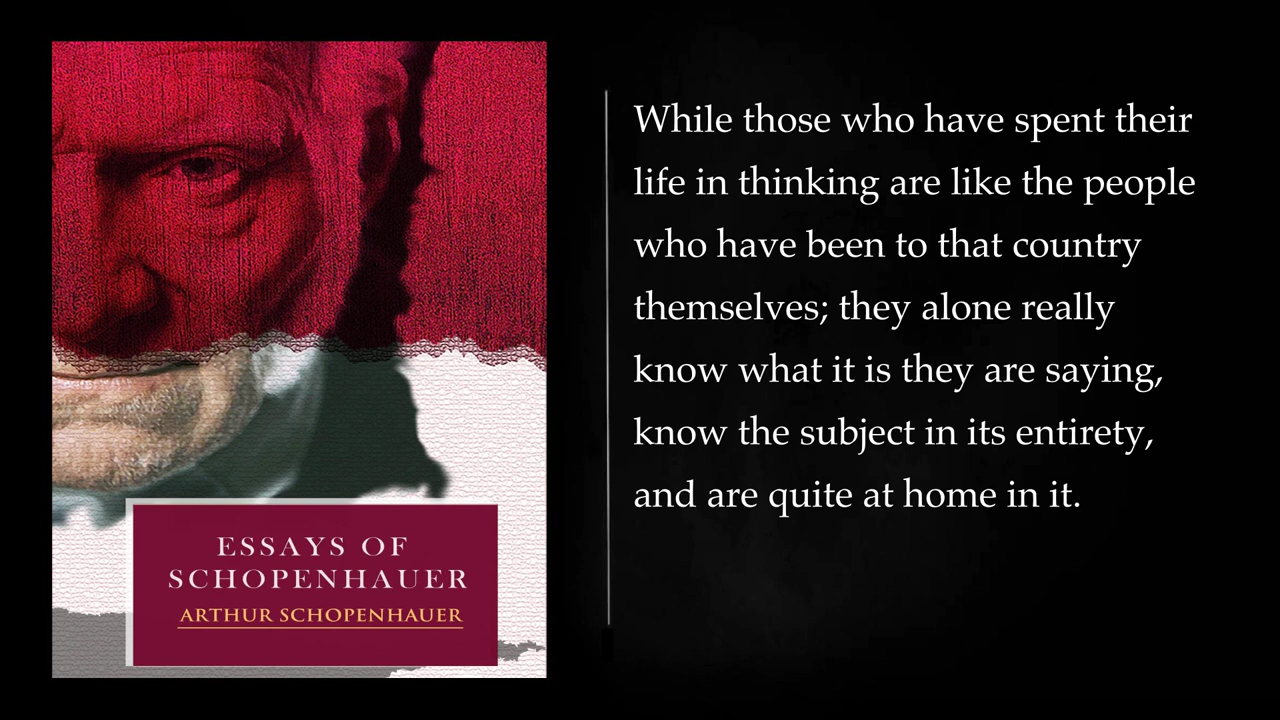 ESSAYS OF
SCHOPENHAUER
ARTHUR SCHOPENHAUER
While those who have spent their
life in thinking are like the people
who have been to that country
themselves; they alone really
know what it is they are saying,
know the subject in its entirety,
and are quite at home in it.